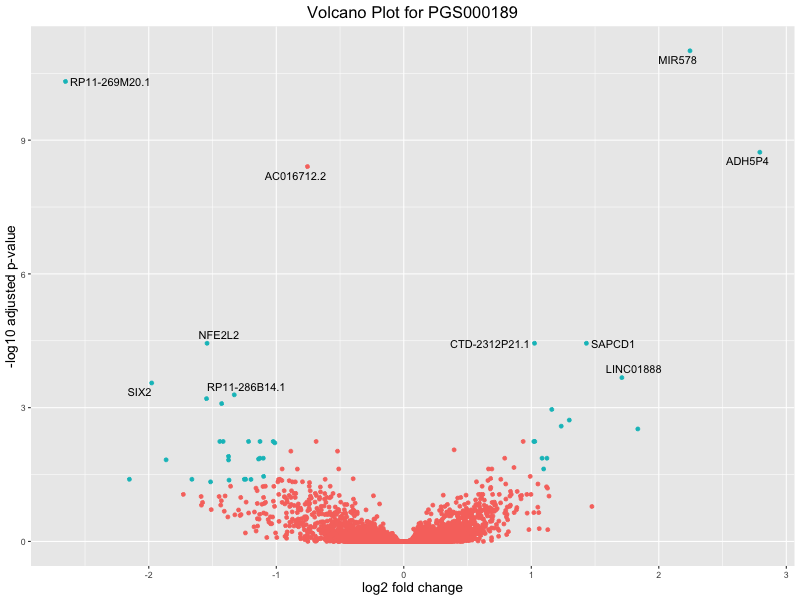 Volcano Plot for PGS000189
MIR578
RP11-269M20.1
ADH5P4
AC016712.2
NFE2L2
CTD-2312P21.1
SAPCD1
LINC01888
SIX2
RP11-286B14.1
-log10 adjusted p-value
9
6
3
0
-2
-1
0
1
2
3
log2 fold change